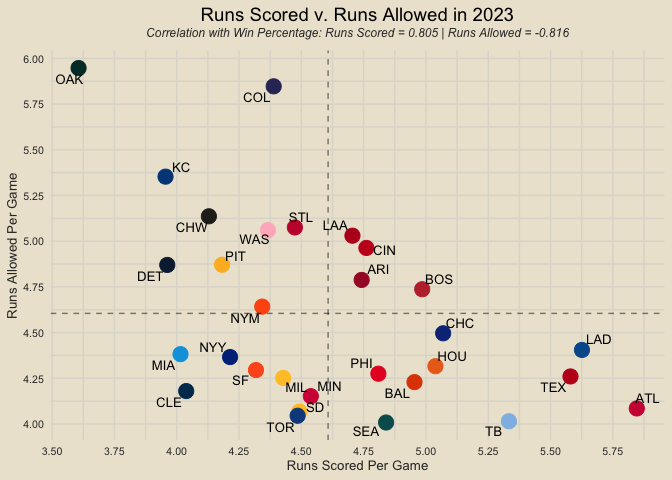 Runs Scored v. Runs Allowed in 2023
Correlation with Win Percentage: Runs Scored = 0.805 | Runs Allowed = -0.816
Runs Allowed Per Game
6.00
5.75
5.50
5.25
5.00
4.75
4.50
4.25
4.00
OAK
COL
KC
CHW
STL
WAS
LAA
CIN
PIT
DET
ARI
BOS
NYM
CHC
NYY
MIA
SF
HOU
LAD
PHI
BAL
TEX
CLE
MIL
MIN
SD
TOR
SEA
TB
ATL
3.50
3.75
4.00
4.25
4.50
4.75
5.00
5.25
5.50
5.75
Runs Scored Per Game